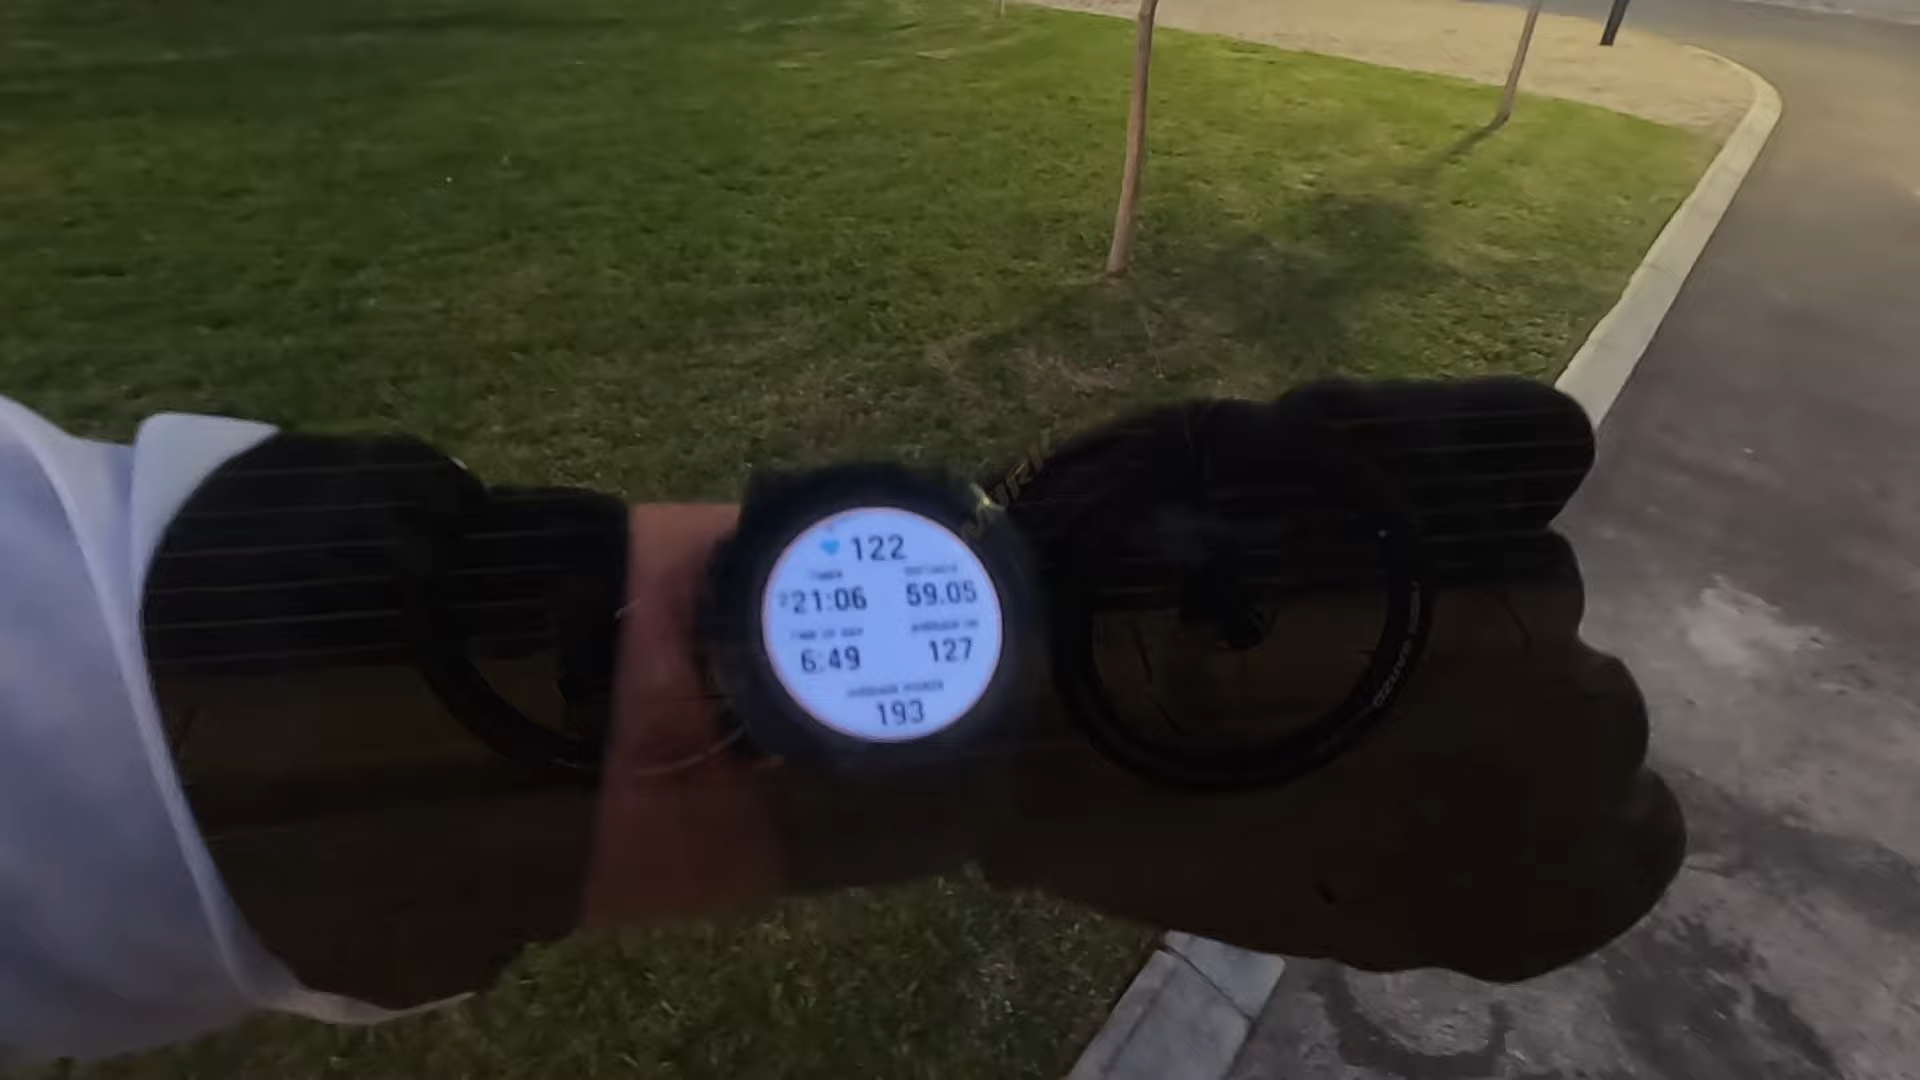 122
TIMER DISTANCE
21:06 59.05
TIME OF DAY AVERAGE HR
6:49 127
AVERAGE POWER
193